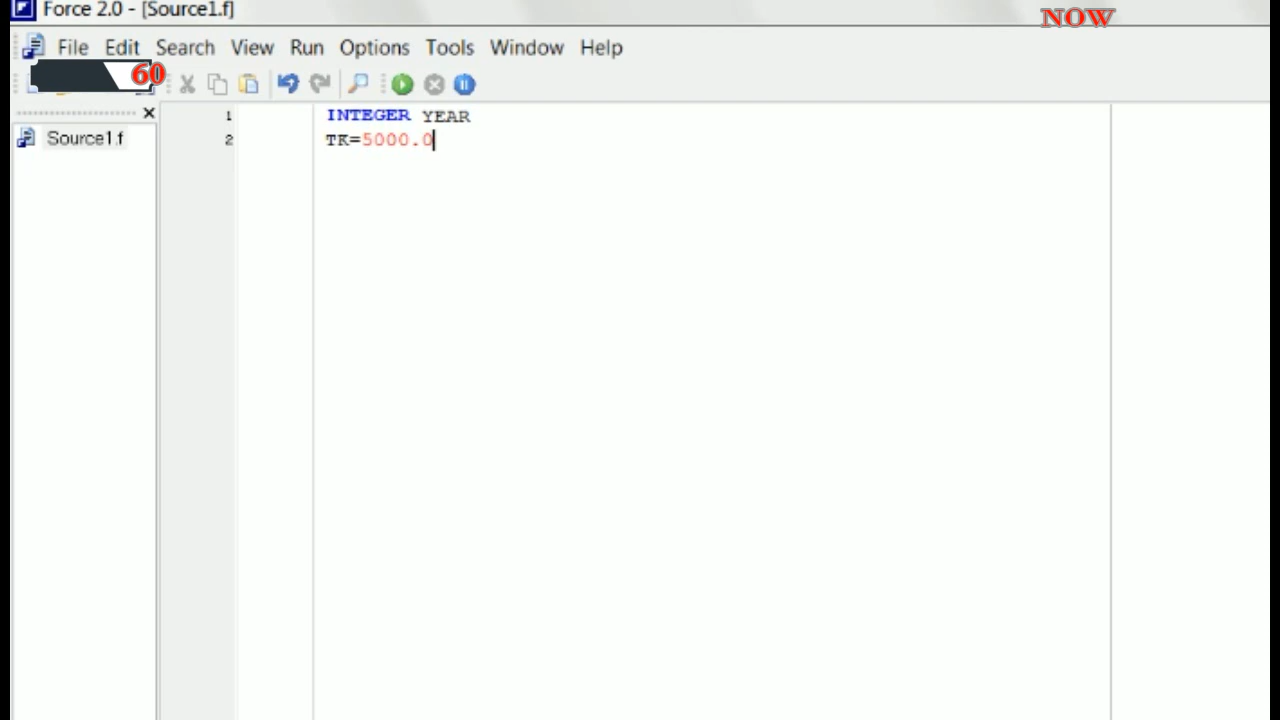 Force 2.0 - [Source1.f]
NOW
File Edit Search View Run Options Tools Window Help
60
Source1.f
1 INTEGER YEAR
2 TK=5000.0